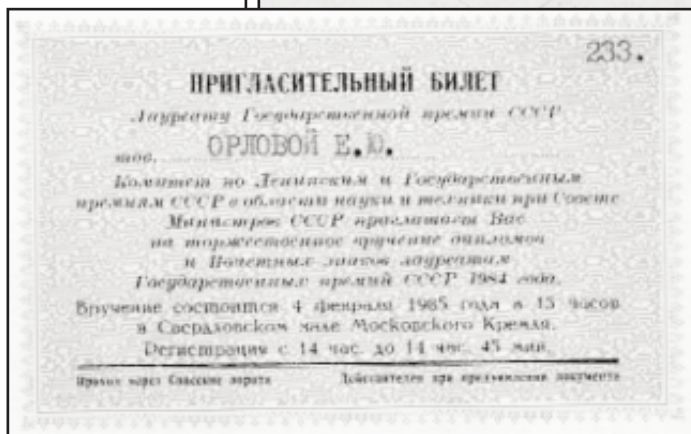 233.
ПРИГЛАСИТЕЛЬНЫЙ БИЛЕТ
Лауреату Государственной премии СССР
тов. ОРЛОВОЙ Е.Ю.
Комитет по Ленинским и Государственным
премиям СССР в области науки и техники при Совете
Министров СССР приглашает Вас
на торжественное вручение дипломов
и Почетных знаков лауреатам
Государственных премий СССР 1984 года.
Вручение состоится 4 февраля 1985 года в 15 часов
в Свердловском зале Московского Кремля.
Регистрация с 14 час. до 14 час. 45 мин.
Проход через Спасские ворота Действителен при предъявлении документа